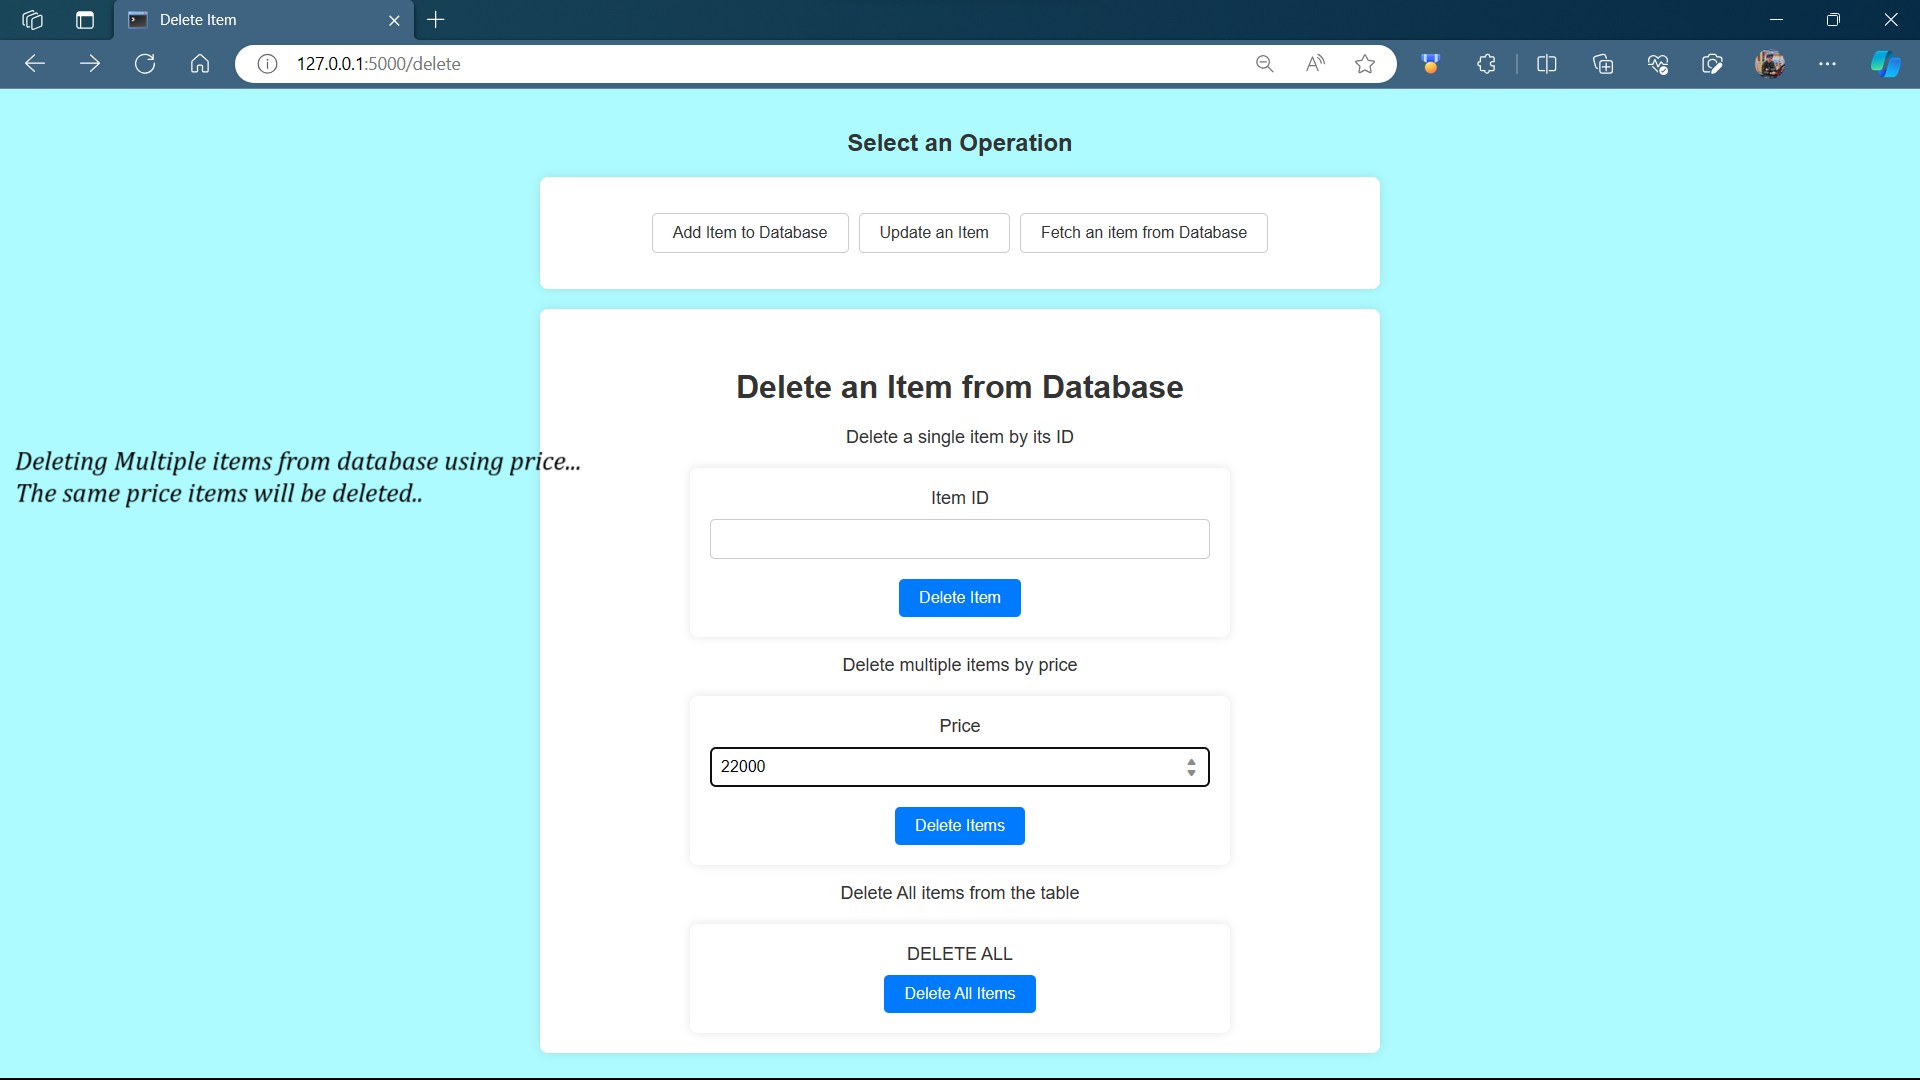 Delete Item
127.0.0.1:5000/delete
Select an Operation
Add Item to Database
Update an Item
Fetch an item from Database
Delete an Item from Database
Delete a single item by its ID
Deleting Multiple items from database using price...
The same price items will be deleted..
Item ID
Delete Item
Delete multiple items by price
Price
22000
Delete Items
Delete All items from the table
DELETE ALL
Delete All Items